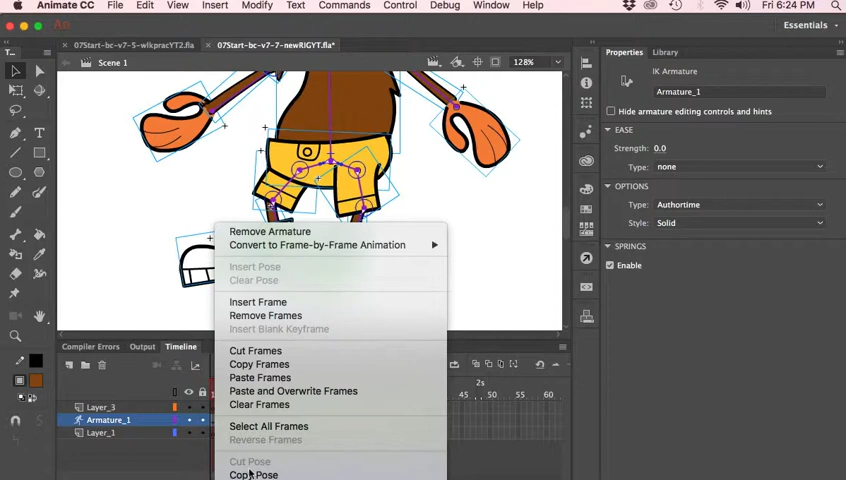 Animate CC File Edit View Insert Modify Text Commands Control Debug Window Help Fri 6:24 PM
Essentials
07Start-bcr-v7-5-wlkpracYT2.fla
07Start-bcr-v7-7-newRIGYT.fla*
T...
Properties Library
Scene 1
128%
IK Armature
Armature_1
Hide armature editing controls and hints
EASE
Strength: 0.0
Type: none
OPTIONS
Type: Authortime
Style: Solid
SPRINGS
Enable
Remove Armature
Convert to Frame-by-Frame Animation
Insert Pose
Clear Pose
Insert Frame
Remove Frames
Insert Blank Keyframe
Cut Frames
Copy Frames
Paste Frames
Paste and Overwrite Frames
Clear Frames
Select All Frames
Reverse Frames
Cut Pose
Copy Pose
Compiler Errors Output Timeline
2s
45 50 55 60
Layer_3
Armature_1
Layer_1